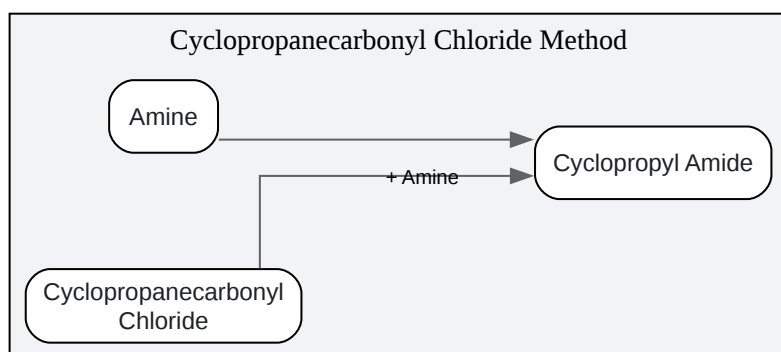 Cyclopropanecarbonyl Chloride Method
Amine
Cyclopropyl Amide
+ Amine
Cyclopropanecarbonyl
Chloride